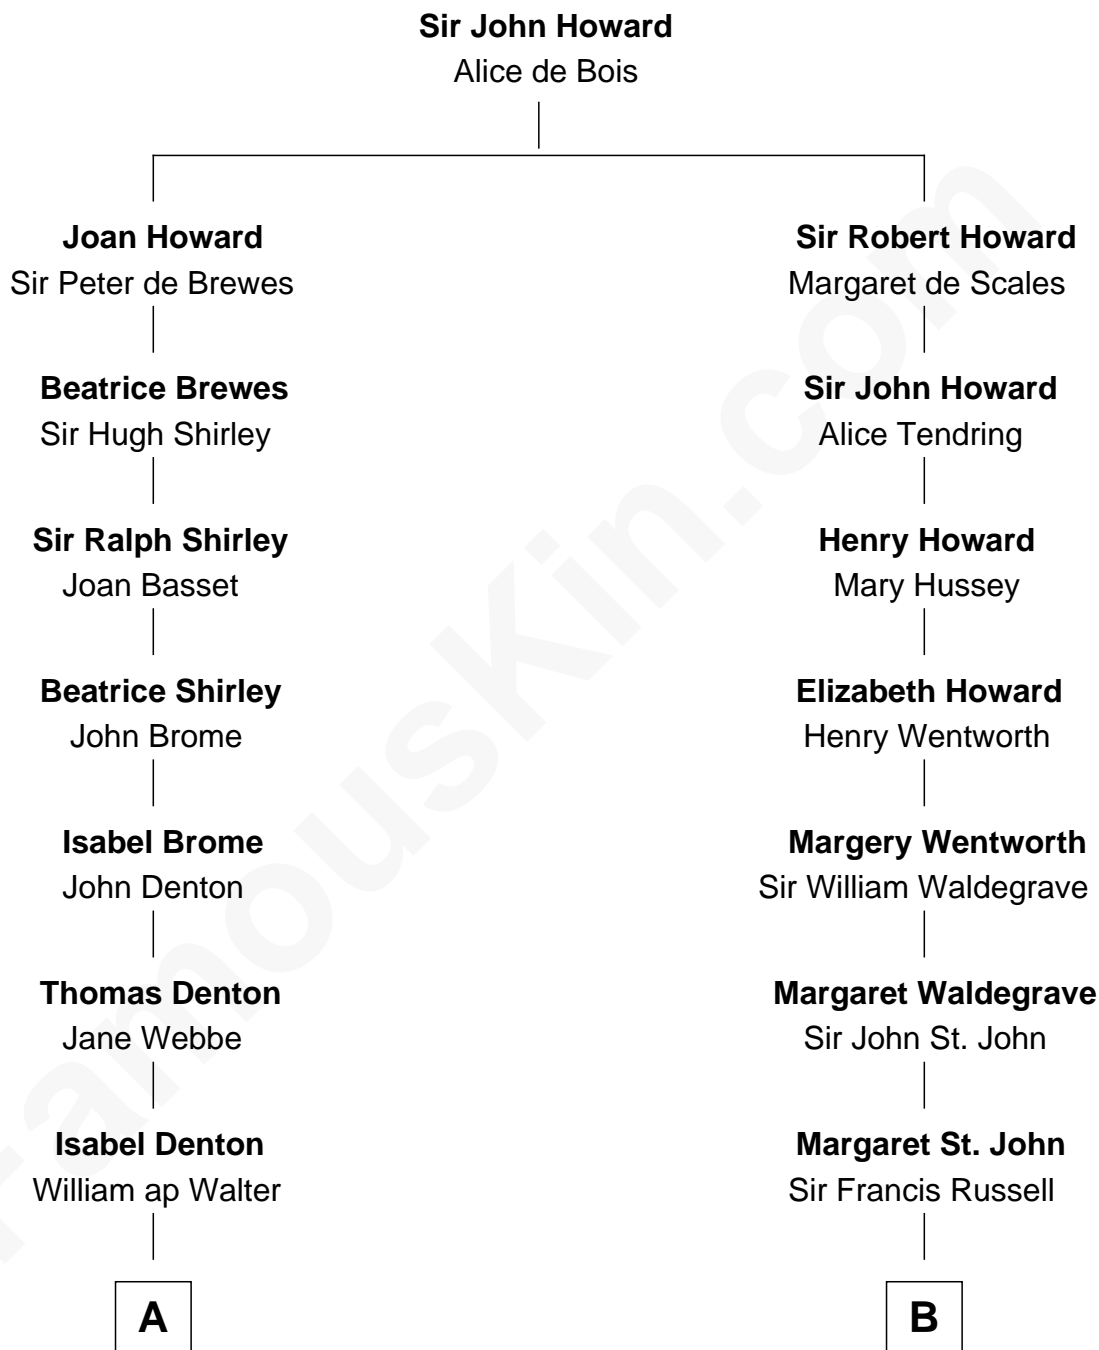 Sir John Howard
Alice de Bois
Joan Howard
Sir Peter de Brewes
Sir Robert Howard
Margaret de Scales
Beatrice Brewes
Sir Hugh Shirley
Sir John Howard
Alice Tendring
Sir Ralph Shirley
Joan Basset
Henry Howard
Mary Hussey
Beatrice Shirley
John Brome
Elizabeth Howard
Henry Wentworth
Isabel Brome
John Denton
Margery Wentworth
Sir William Waldegrave
Thomas Denton
Jane Webbe
Margaret Waldegrave
Sir John St. John
Isabel Denton
William ap Walter
Margaret St. John
Sir Francis Russell
A
B
FamousKin.com